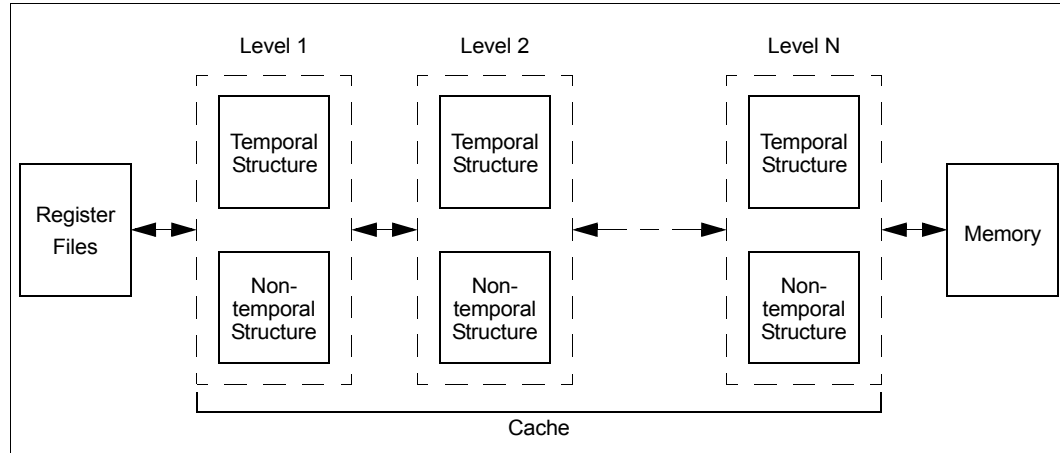 Level 1
Level 2
Level N
Temporal
Structure
Temporal
Structure
Temporal
Structure
Register
Files
Memory
Non-
temporal
Structure
Non-
temporal
Structure
Non-
temporal
Structure
Cache